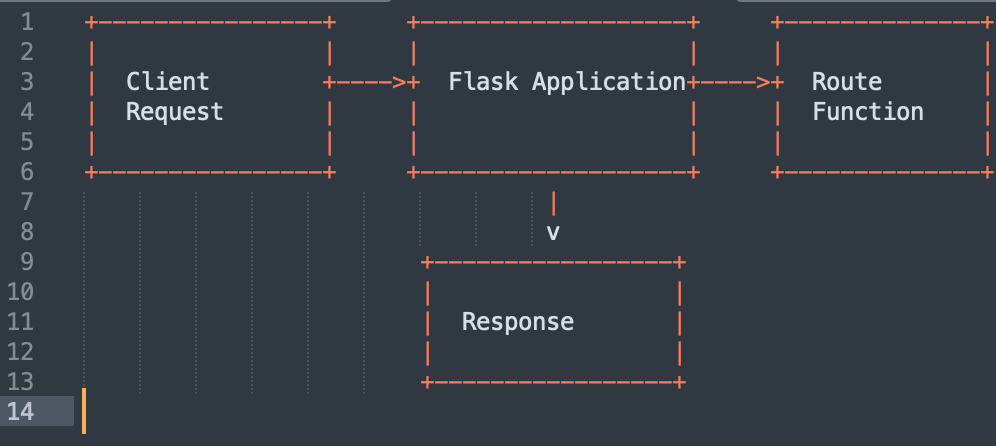 1 +----------------+     +-------------------+     +--------------+
2 |                |     |                   |     |              |
3 |  Client        +---->+  Flask Application+---->+  Route       |
4 |  Request       |     |                   |     |  Function    |
5 |                |     |                   |     |              |
6 +----------------+     +-------------------+     +--------------+
7                                  |
8                                  v
9                         +-----------------+
10                        |                 |
11                        |  Response       |
12                        |                 |
13                        +-----------------+
14